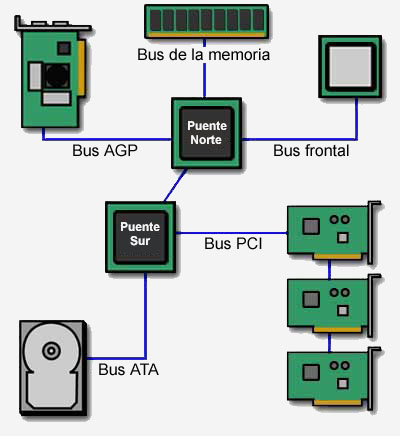 Bus de la memoria
Puente
Norte
Bus AGP
Bus frontal
Puente
Sur
Bus PCI
Bus ATA